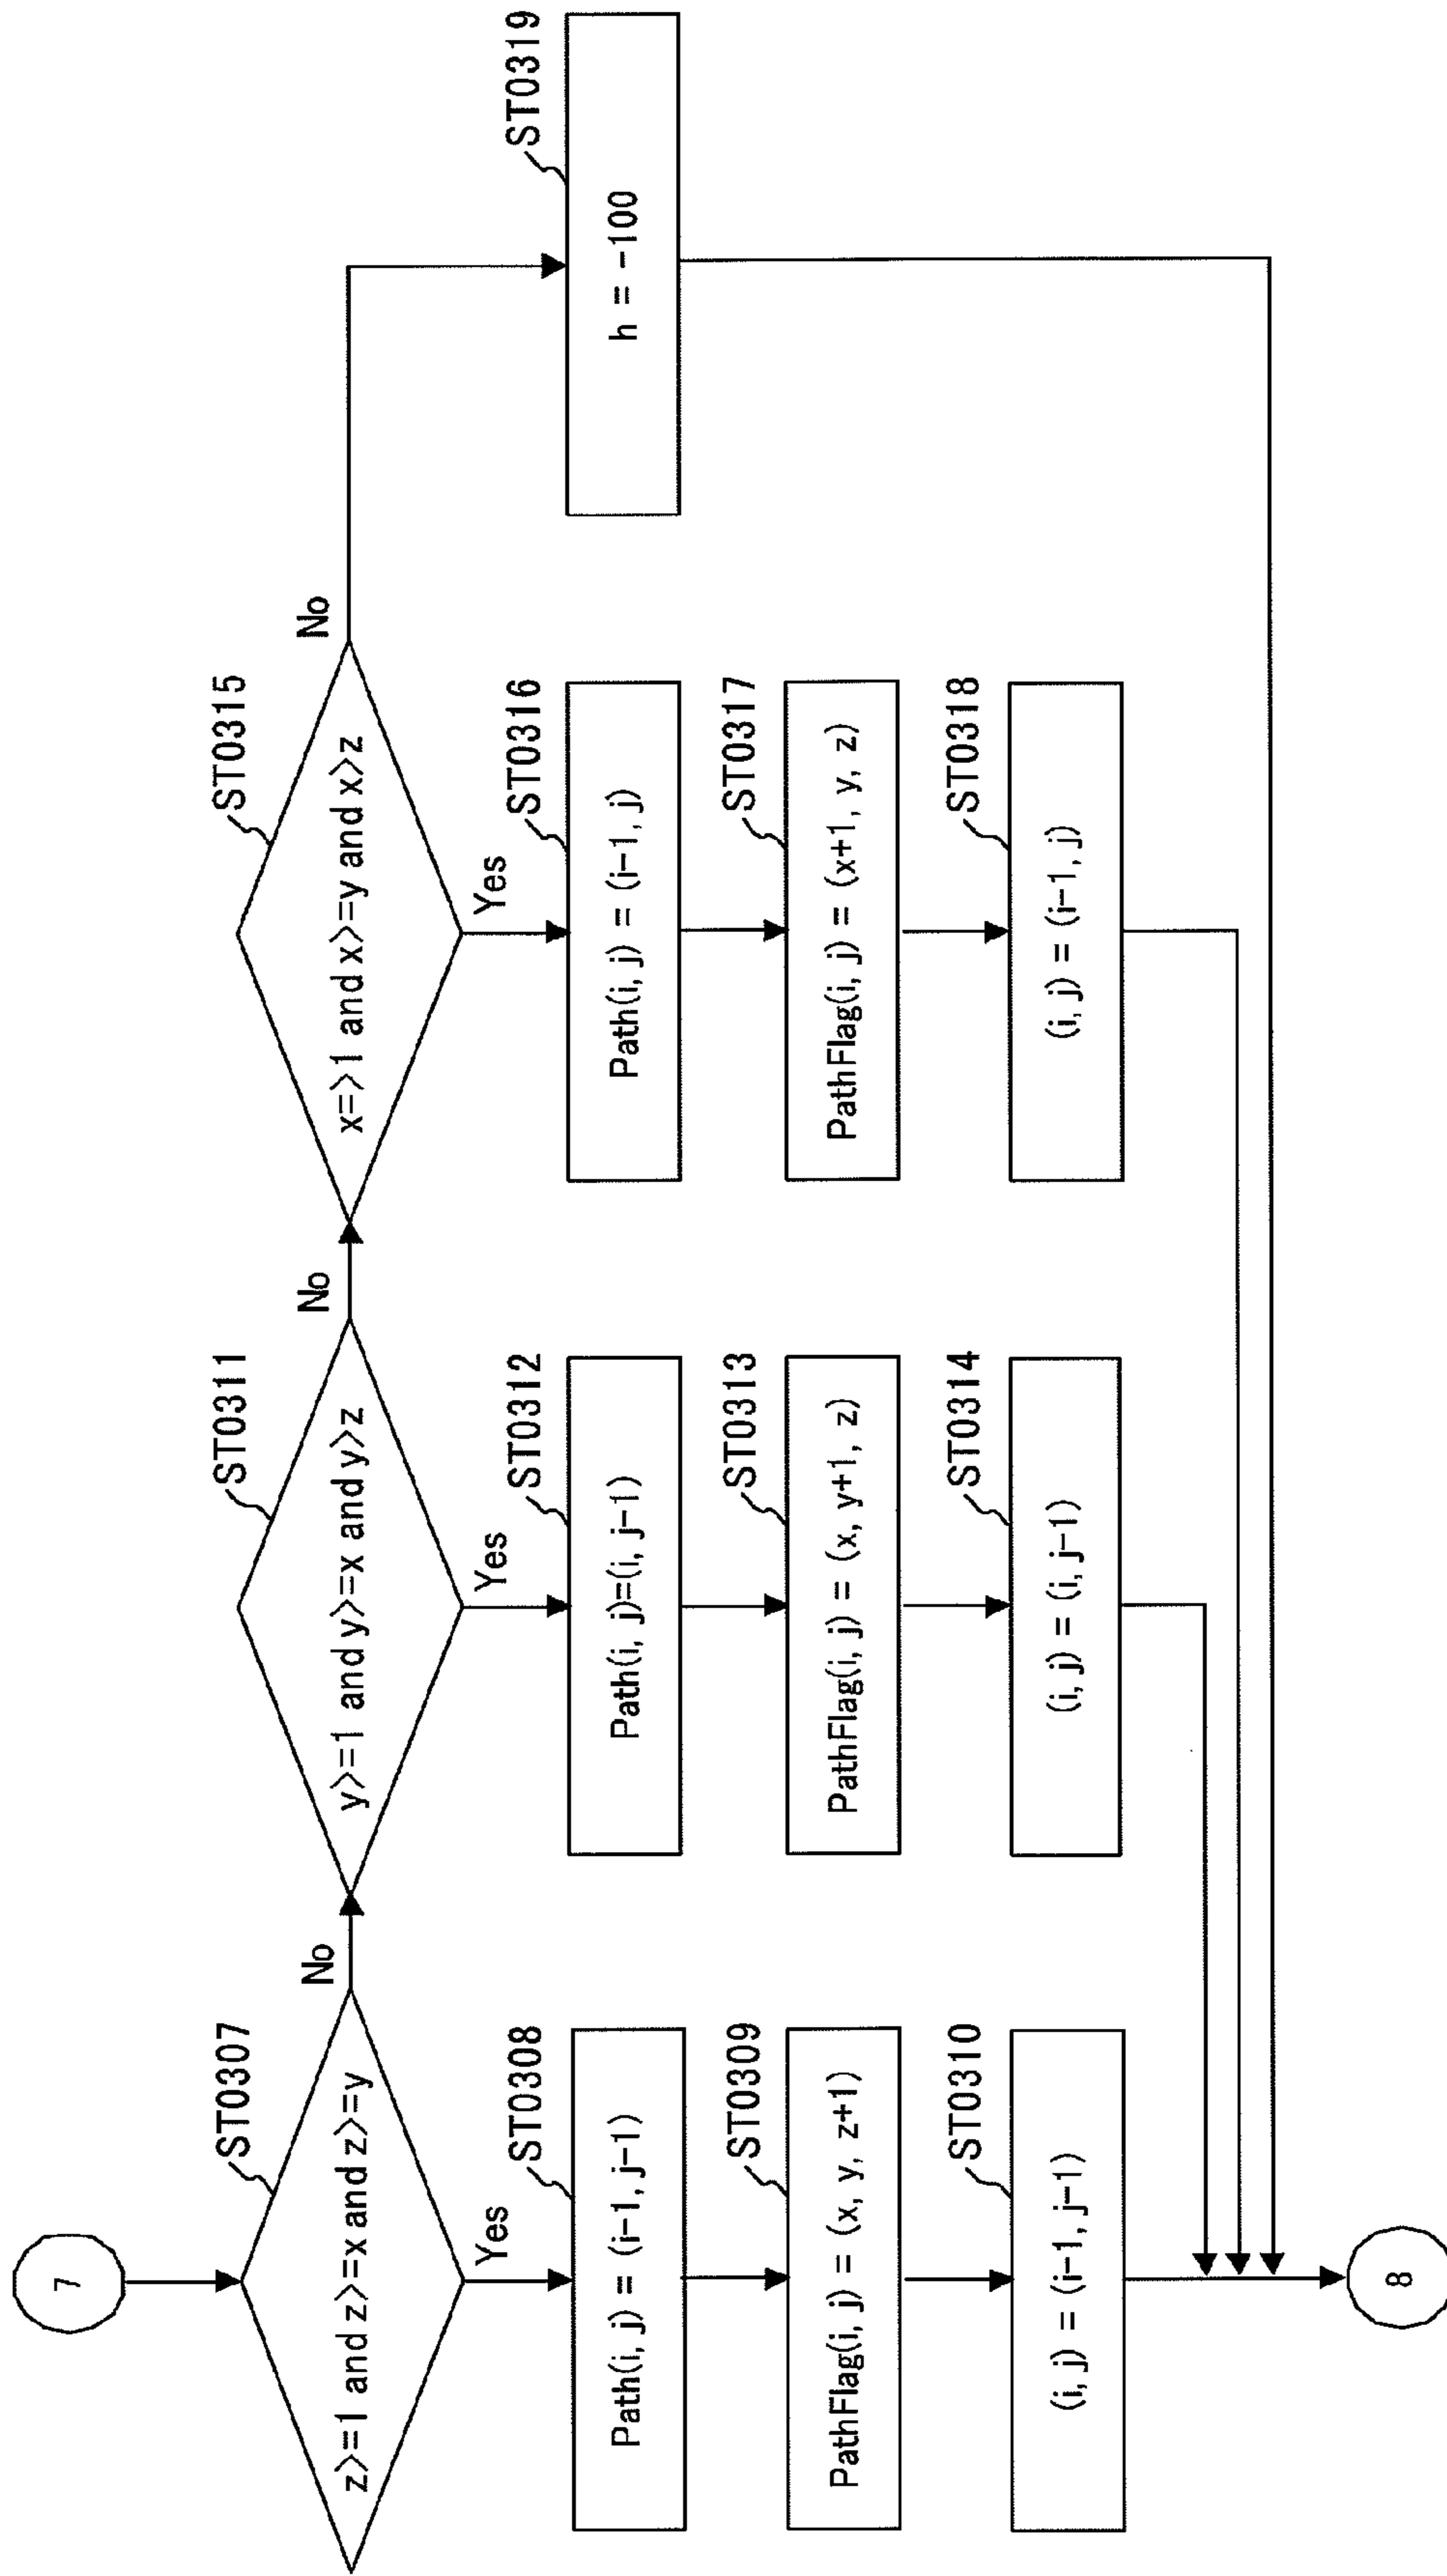 7
ST0307
z>=1 and z>=x and z>=y
No
Yes
ST0308
Path(i, j) = (i-1, j-1)
ST0309
PathFlag(i, j) = (x, y, z+1)
ST0310
(i, j) = (i-1, j-1)
ST0311
y>=1 and y>=x and y>z
No
Yes
ST0312
Path(i, j)=(i, j-1)
ST0313
PathFlag(i, j) = (x, y+1, z)
ST0314
(i, j) = (i, j-1)
ST0315
x=>1 and x>=y and x>z
No
Yes
ST0316
Path(i, j) = (i-1, j)
ST0317
PathFlag(i, j) = (x+1, y, z)
ST0318
(i, j) = (i-1, j)
ST0319
h = -100
8